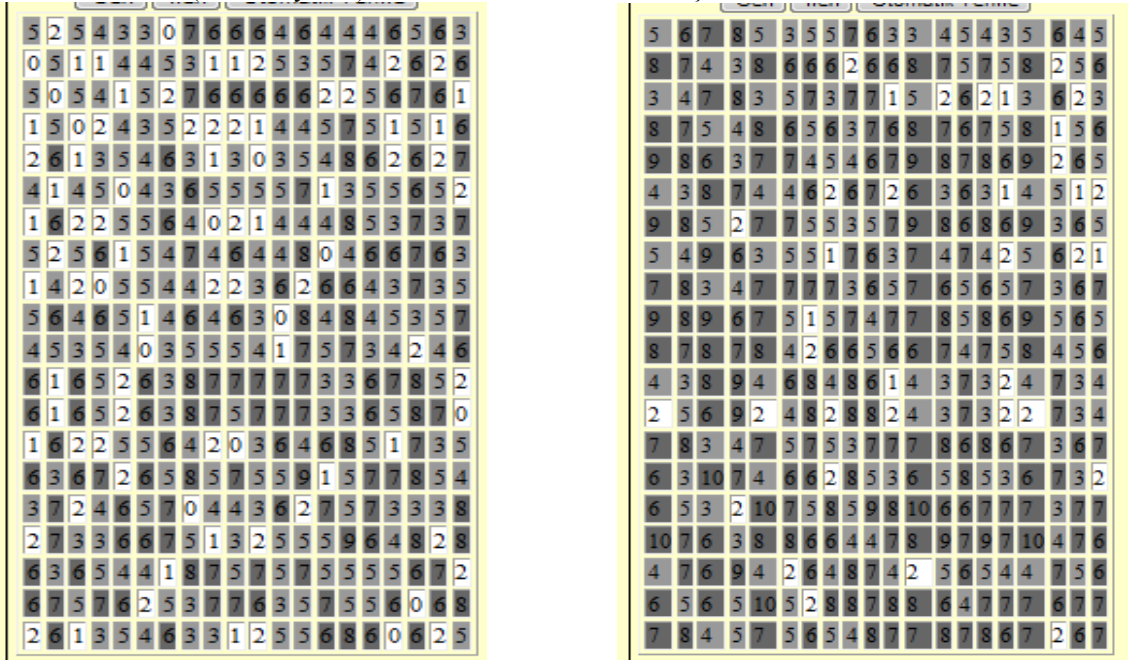 5 2 5 4 3 3 0 7 6 6 6 4 6 4 4 4 6 5 6 3
0 5 1 1 4 4 5 3 1 1 2 5 3 5 7 4 2 6 2 6
5 0 5 4 1 5 2 7 6 6 6 6 6 2 2 5 6 7 6 1
1 5 0 2 4 3 5 2 2 2 1 4 4 5 7 5 1 5 1 6
2 6 1 3 5 4 6 3 1 3 0 3 5 4 8 6 2 6 2 7
4 1 4 5 0 4 3 6 5 5 5 5 7 1 3 5 5 6 5 2
1 6 2 2 5 5 6 4 0 2 1 4 4 4 8 5 3 7 3 7
5 2 5 6 1 5 4 7 4 6 4 4 8 0 4 6 6 7 6 3
1 4 2 0 5 5 4 4 2 2 3 6 2 6 6 4 3 7 3 5
5 6 4 6 5 1 4 6 4 6 3 0 8 4 8 4 5 3 5 7
4 5 3 5 4 0 3 5 5 5 4 1 7 5 7 3 4 2 4 6
6 1 6 5 2 6 3 8 7 7 7 7 7 3 3 6 7 8 5 2
6 1 6 5 2 6 3 8 7 5 7 7 7 3 3 6 5 8 7 0
1 6 2 2 5 5 6 4 2 0 3 6 4 6 8 5 1 7 3 5
6 3 6 7 2 6 5 8 5 7 5 5 9 1 5 7 7 8 5 4
3 7 2 4 6 5 7 0 4 4 3 6 2 7 5 7 3 3 3 8
2 7 3 3 6 6 7 5 1 3 2 5 5 5 9 6 4 8 2 8
6 3 6 5 4 4 1 8 7 5 7 5 7 5 5 5 5 6 7 2
6 7 5 7 6 2 5 3 7 7 6 3 5 7 5 5 6 0 6 8
2 6 1 3 5 4 6 3 3 1 2 5 5 6 8 6 0 6 2 5
5 6 7 8 5 3 5 5 7 6 3 3 4 5 4 3 5 6 4 5
8 7 4 3 8 6 6 6 2 6 6 8 7 5 7 5 8 2 5 6
3 4 7 8 3 5 7 3 7 7 1 5 2 6 2 1 3 6 2 3
8 7 5 4 8 6 5 6 3 7 6 8 7 6 7 5 8 1 5 6
9 8 6 3 7 7 4 5 4 6 7 9 8 7 8 6 9 2 6 5
4 3 8 7 4 4 6 2 6 7 2 6 3 6 3 1 4 5 1 2
9 8 5 2 7 7 5 5 3 5 7 9 8 6 8 6 9 3 6 5
5 4 9 6 3 5 5 1 7 6 3 7 4 7 4 2 5 6 2 1
7 8 3 4 7 7 7 7 3 6 5 7 6 5 6 5 7 3 6 7
9 8 9 6 7 5 1 5 7 4 7 7 8 5 8 6 9 5 6 5
8 7 8 7 8 4 2 6 6 5 6 6 7 4 7 5 8 4 5 6
4 3 8 9 4 6 8 4 8 6 1 4 3 7 3 2 4 7 3 4
2 5 6 9 2 4 8 2 8 8 2 4 3 7 3 2 2 7 3 4
7 8 3 4 7 5 7 5 3 7 7 7 8 6 8 6 7 3 6 7
6 3 10 7 4 6 6 2 8 5 3 6 5 8 5 3 6 7 3 2
6 5 3 2 10 7 5 8 5 9 8 10 6 6 7 7 7 3 7 7
10 7 6 3 8 8 6 6 4 4 7 8 9 7 9 7 10 4 7 6
4 7 6 9 4 2 6 4 8 7 4 2 5 6 5 4 4 7 5 6
6 5 6 5 10 5 2 8 8 7 8 8 6 4 7 7 7 6 7 7
7 8 4 5 7 5 6 5 4 8 7 7 8 7 8 6 7 2 6 7